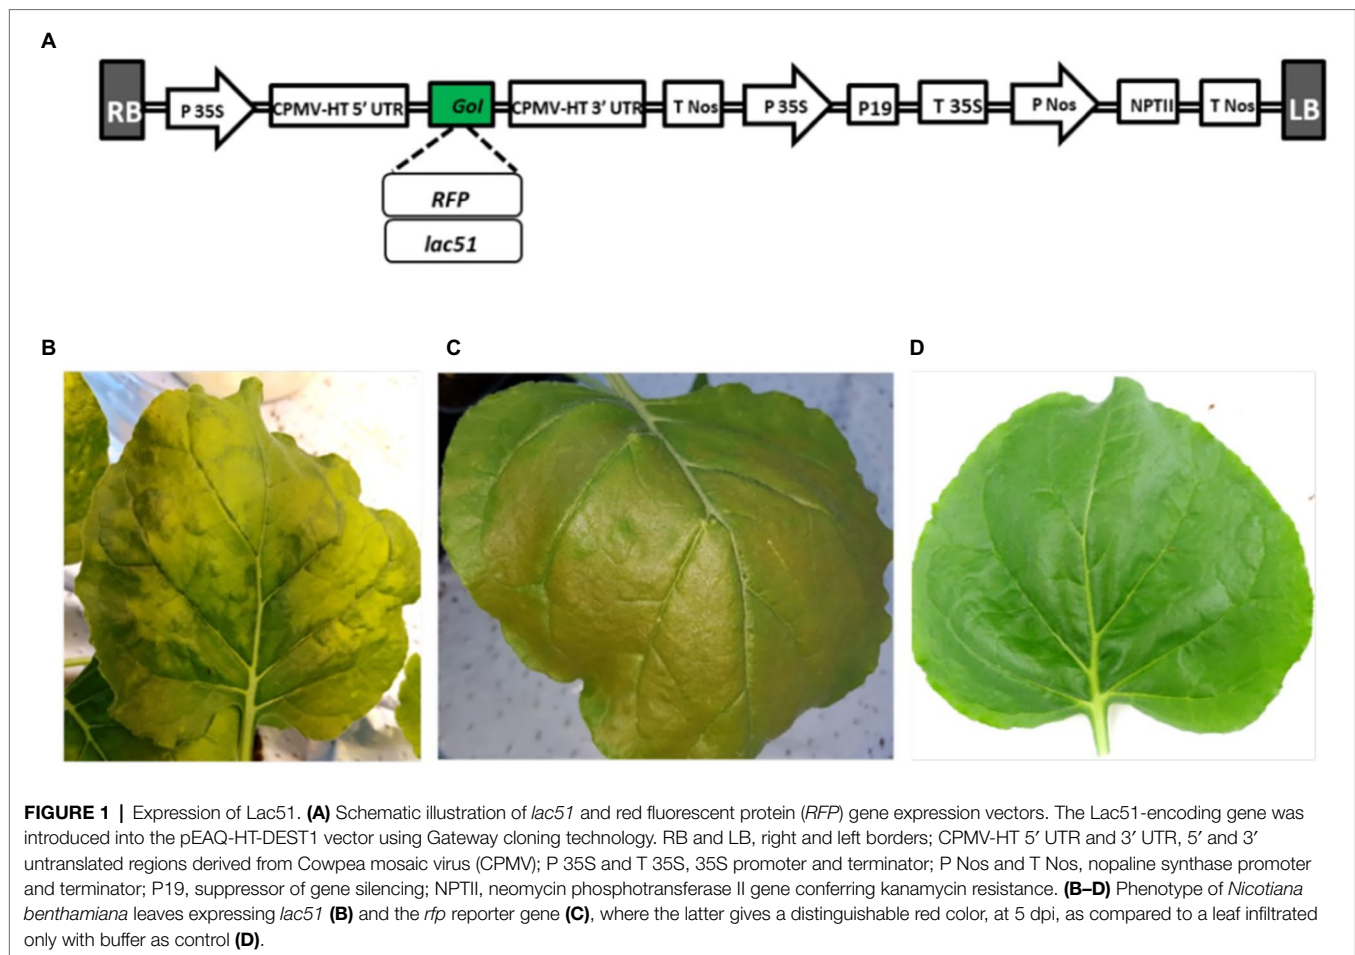 A
RB
P 35S
CPMV-HT 5′ UTR
GoI
CPMV-HT 3′ UTR
T Nos
P 35S
P19
T 35S
P Nos
NPTII
T Nos
LB
RFP
lac51
B
C
D
FIGURE 1 | Expression of Lac51. (A) Schematic illustration of lac51 and red fluorescent protein (RFP) gene expression vectors. The Lac51-encoding gene was
introduced into the pEAQ-HT-DEST1 vector using Gateway cloning technology. RB and LB, right and left borders; CPMV-HT 5′ UTR and 3′ UTR, 5′ and 3′
untranslated regions derived from Cowpea mosaic virus (CPMV); P 35S and T 35S, 35S promoter and terminator; P Nos and T Nos, nopaline synthase promoter
and terminator; P19, suppressor of gene silencing; NPTII, neomycin phosphotransferase II gene conferring kanamycin resistance. (B–D) Phenotype of Nicotiana
benthamiana leaves expressing lac51 (B) and the rfp reporter gene (C), where the latter gives a distinguishable red color, at 5 dpi, as compared to a leaf infiltrated
only with buffer as control (D).